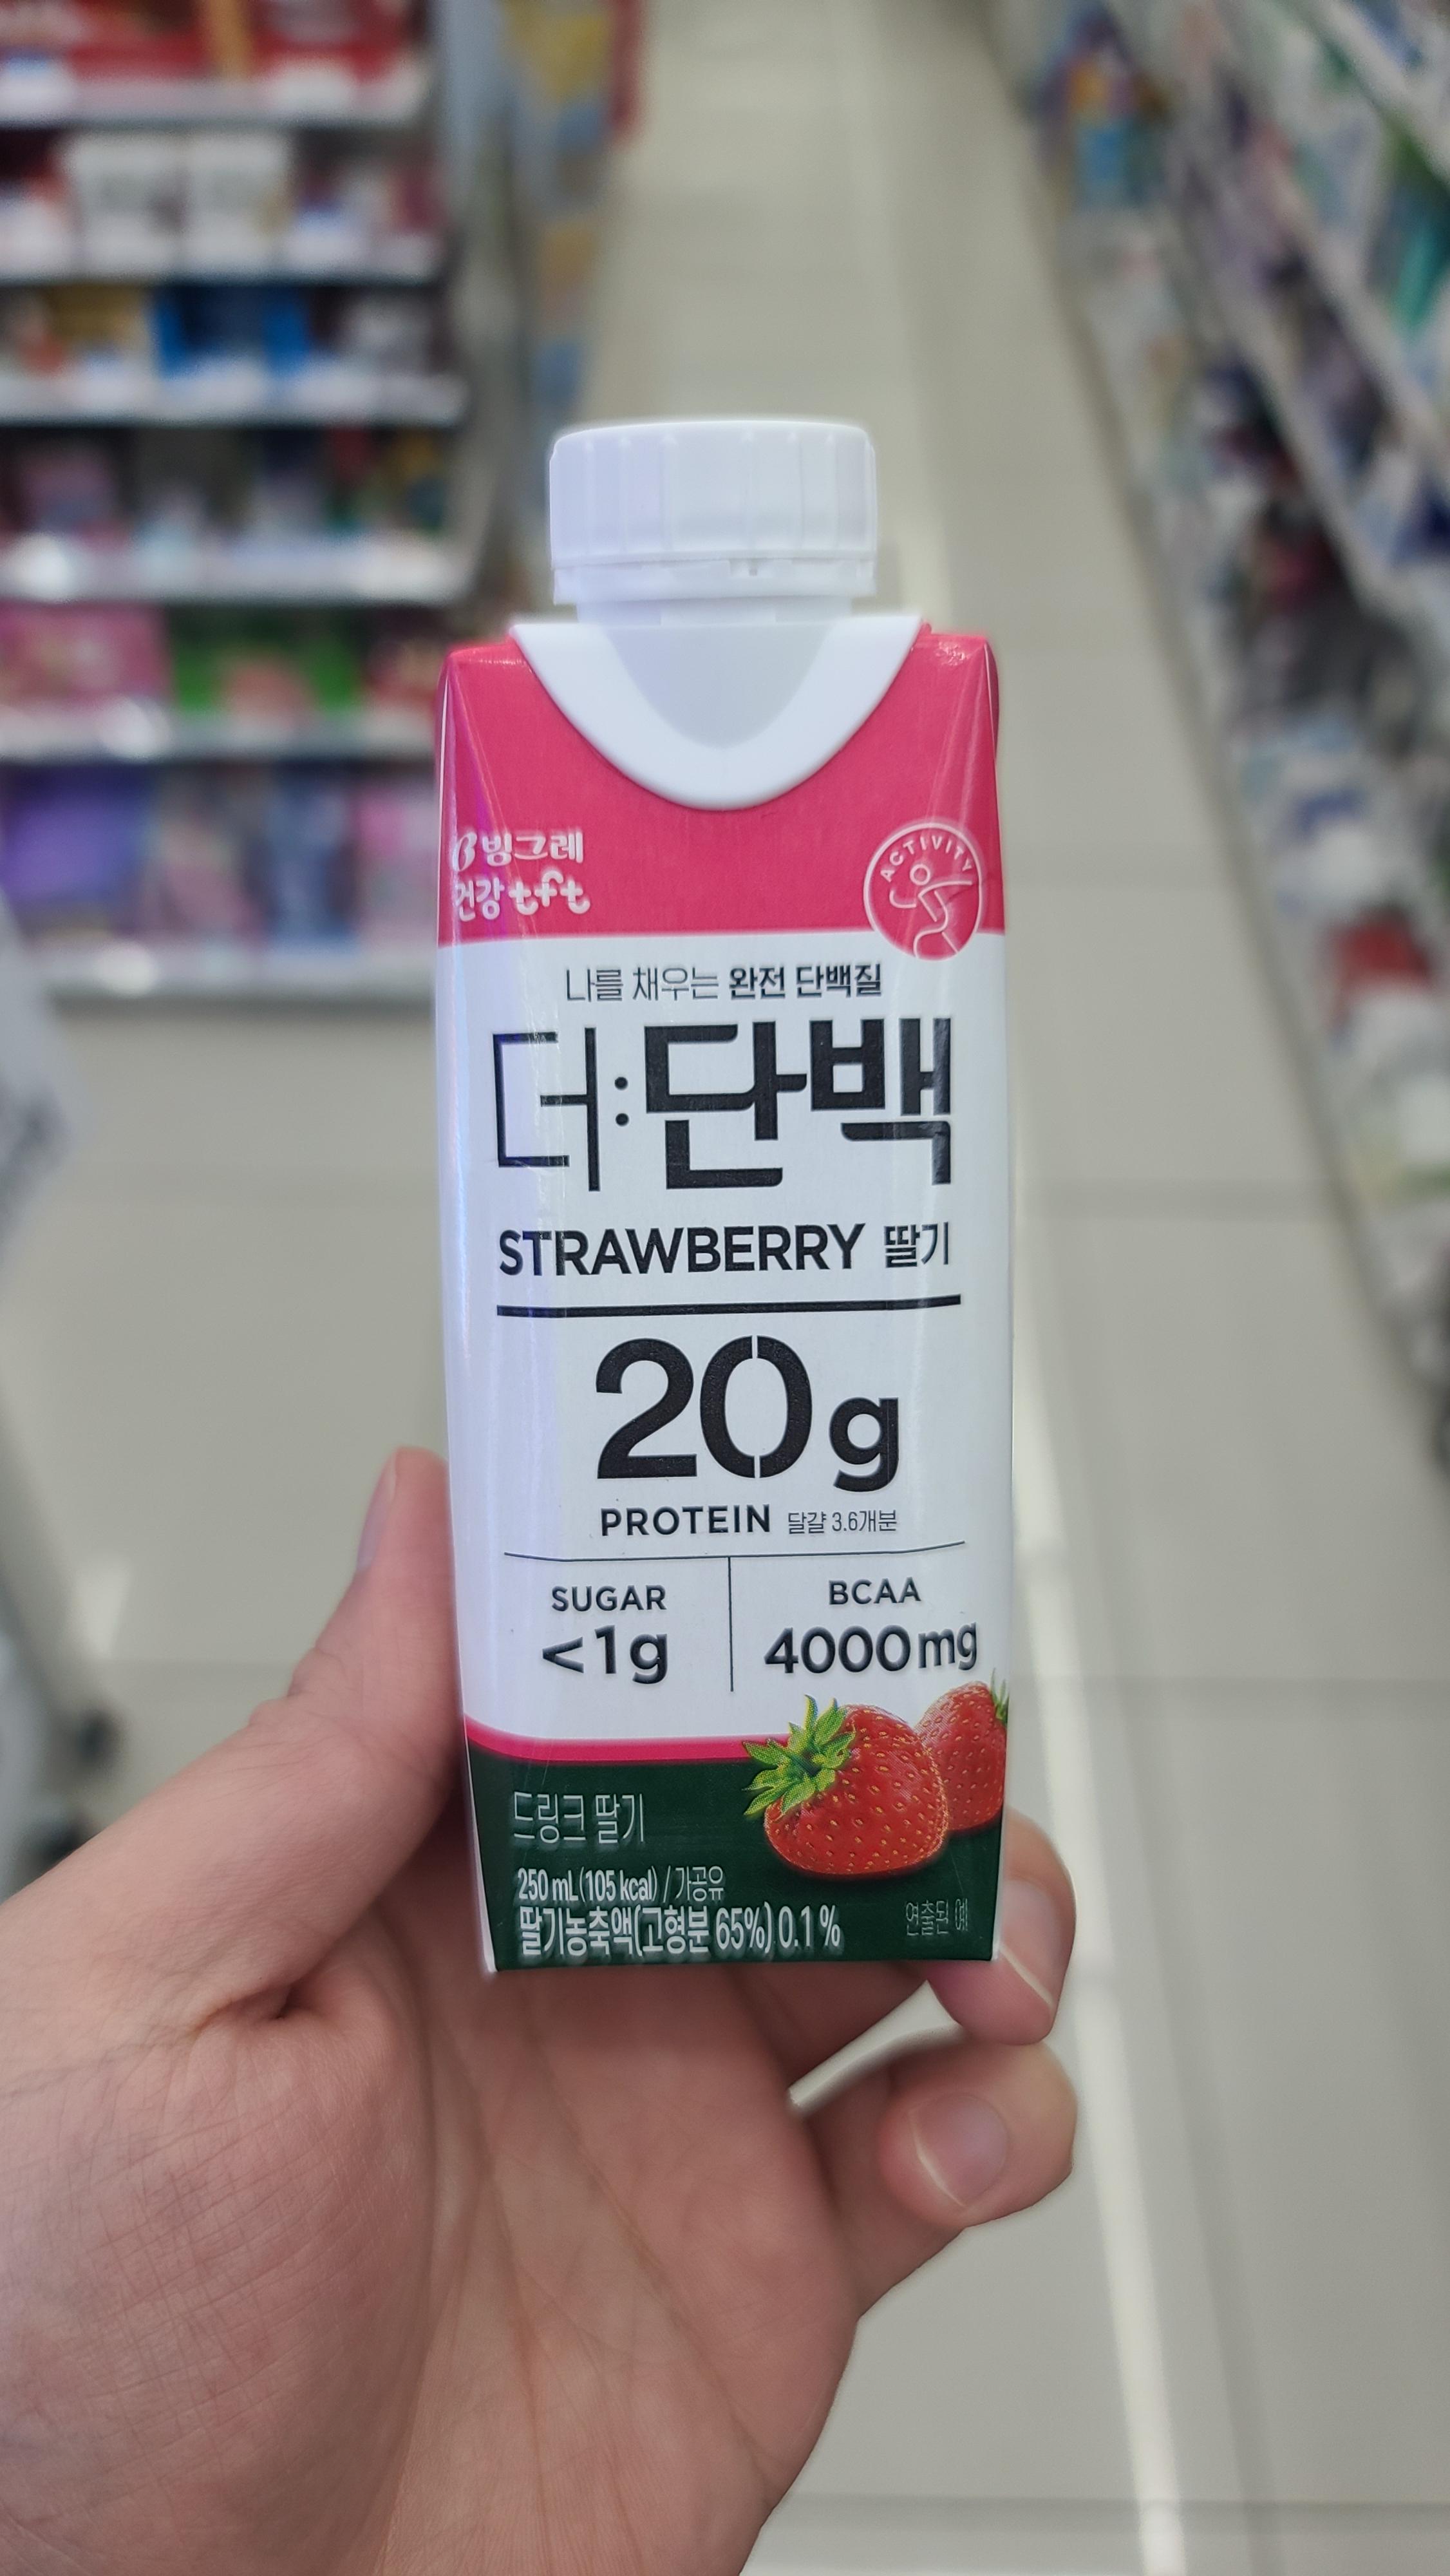 빙그레
건강 tft
ACTIVITY
나를 채우는 완전 단백질
더:단백
STRAWBERRY 딸기
20g
PROTEIN 달걀 3.6개분
SUGAR
<1g
BCAA
4000mg
드링크 딸기
250 mL (105 kcal) / 가공유
딸기농축액(고형분 65%) 0.1 %
연출된 예